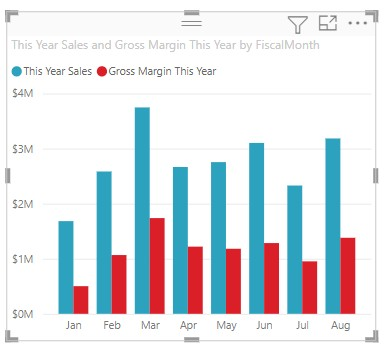 This Year Sales and Gross Margin This Year by FiscalMonth
This Year Sales Gross Margin This Year
$4M
$3M
$2M
$1M
$0M
Jan Feb Mar Apr May Jun Jul Aug